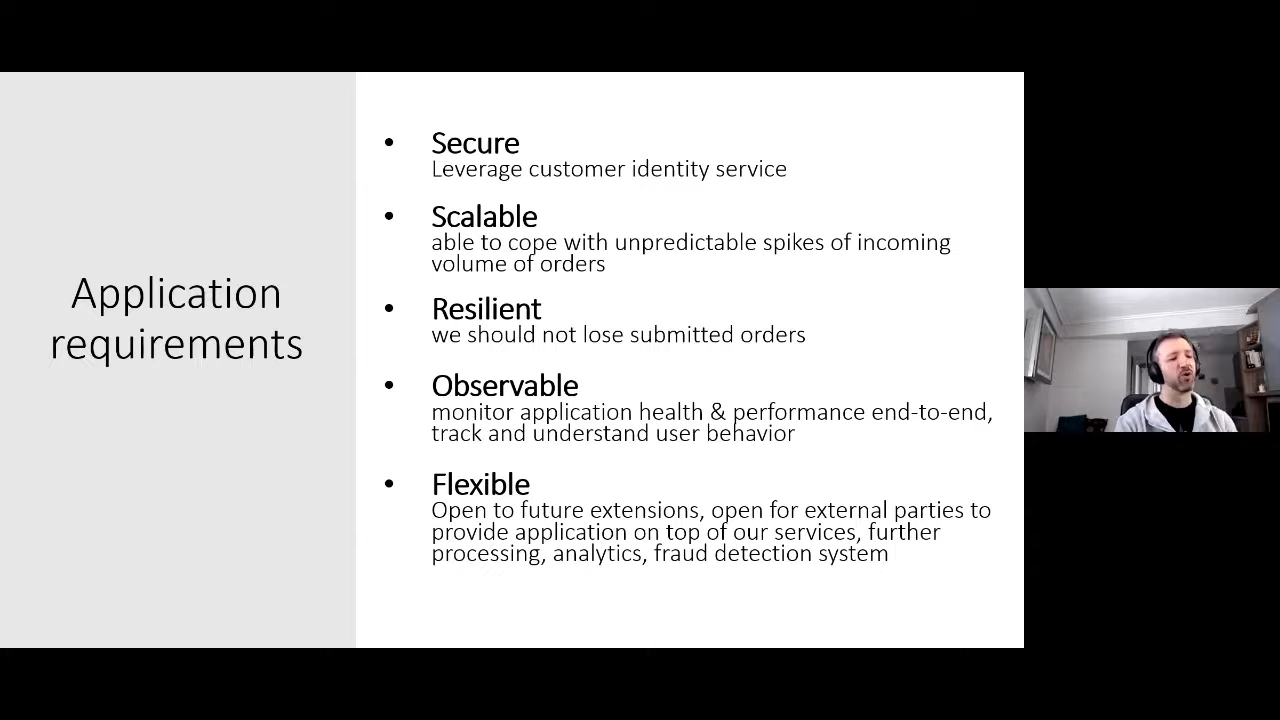 Application
requirements
• Secure
Leverage customer identity service
• Scalable
able to cope with unpredictable spikes of incoming
volume of orders
• Resilient
we should not lose submitted orders
• Observable
monitor application health & performance end-to-end,
track and understand user behavior
• Flexible
Open to future extensions, open for external parties to
provide application on top of our services, further
processing, analytics, fraud detection system